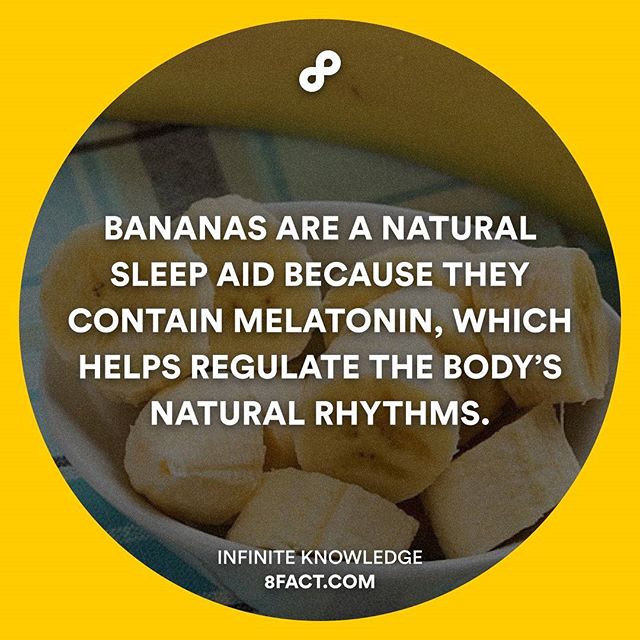 BANANAS ARE A NATURAL
SLEEP AID BECAUSE THEY
CONTAIN MELATONIN, WHICH
HELPS REGULATE THE BODY’S
NATURAL RHYTHMS.
INFINITE KNOWLEDGE
8FACT.COM